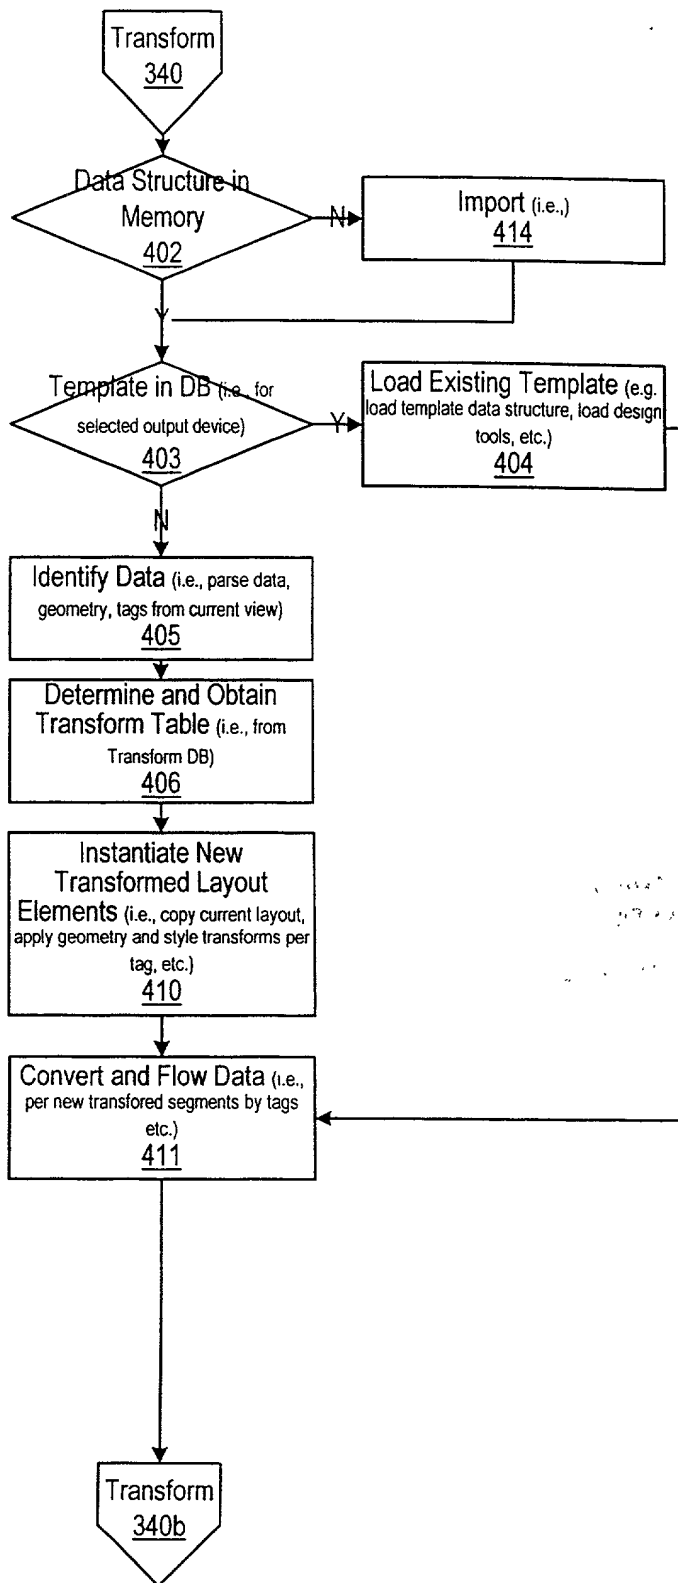 Transform
340
Data Structure in
Memory
402
N
Import (i.e.,)
414
Y
Template in DB (i.e., for
selected output device)
403
Y
Load Existing Template (e.g.
load template data structure, load design
tools, etc.)
404
N
Identify Data (i.e., parse data,
geometry, tags from current view)
405
Determine and Obtain
Transform Table (i.e., from
Transform DB)
406
Instantiate New
Transformed Layout
Elements (i.e., copy current layout,
apply geometry and style transforms per
tag, etc.)
410
Convert and Flow Data (i.e.,
per new transfored segments by tags
etc.)
411
Transform
340b